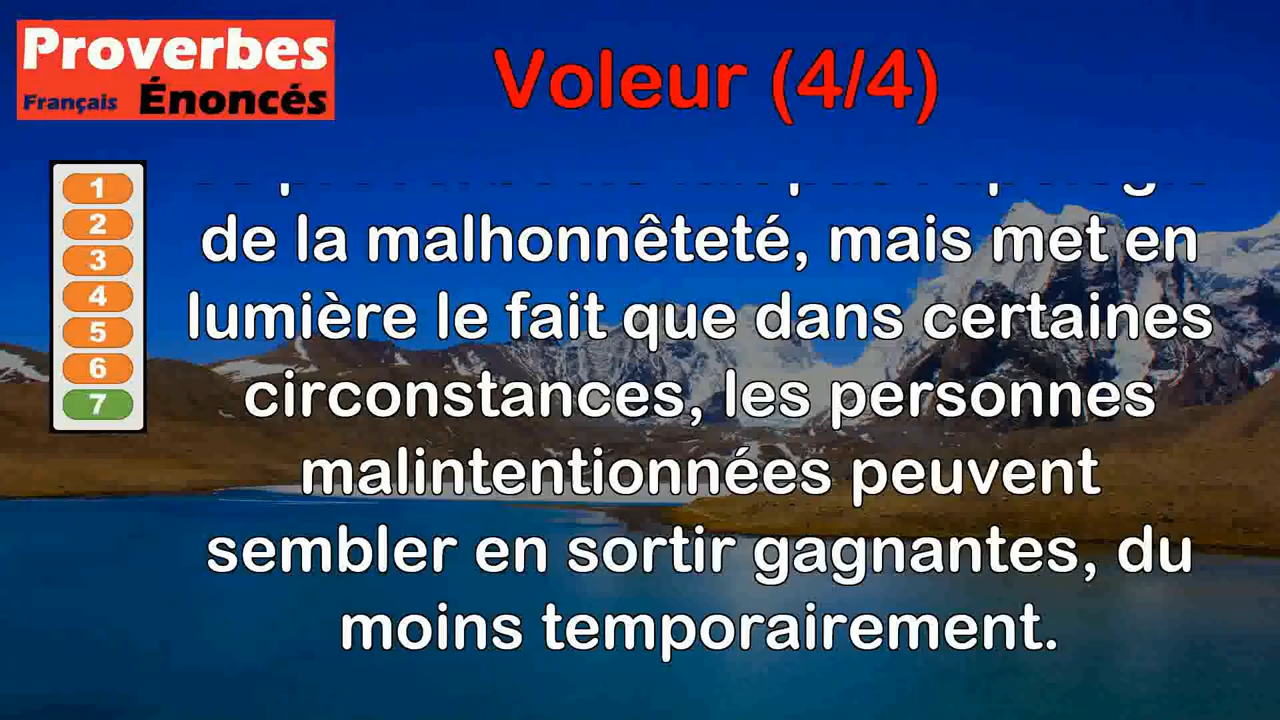 Proverbes
Français Énoncés
Voleur (4/4)
1
2
3
4
5
6
7
de la malhonnêteté, mais met en
lumière le fait que dans certaines
circonstances, les personnes
malintentionnées peuvent
sembler en sortir gagnantes, du
moins temporairement.